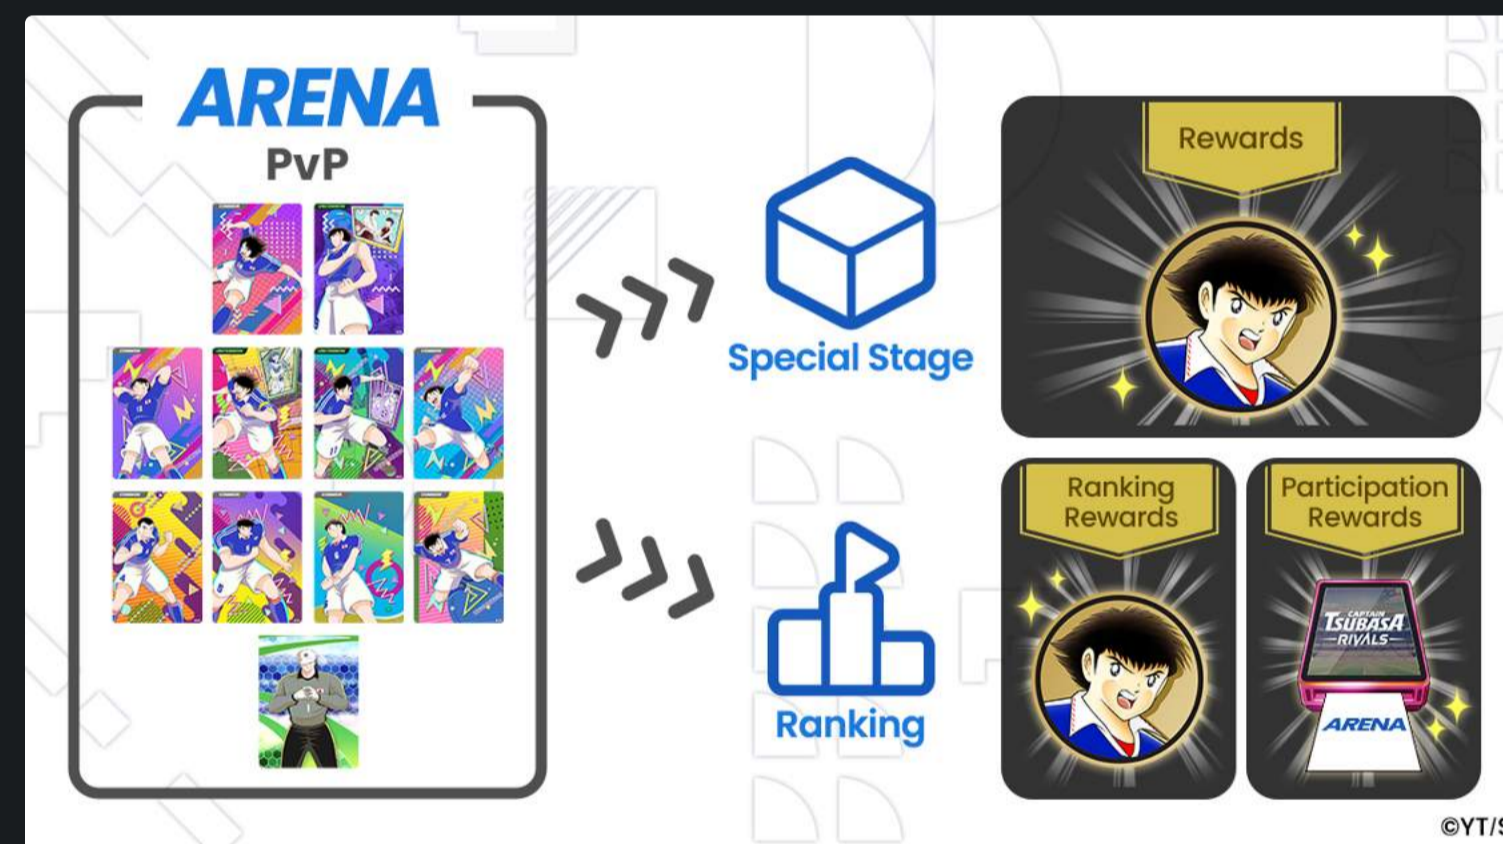 ARENA
PvP
Special Stage
Ranking
Rewards
Ranking
Rewards
Participation
Rewards
CAPTAIN
TSUBASA
RIVALS
ARENA
©YT/S